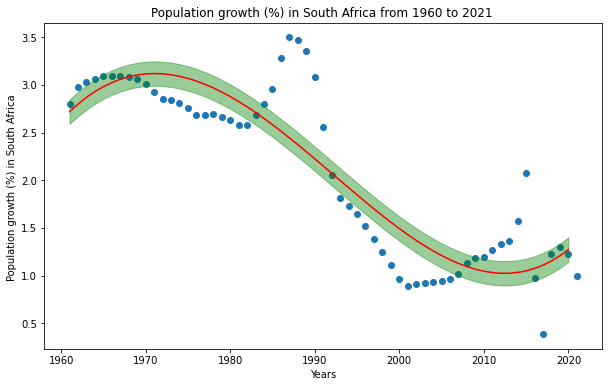 Population growth (%) in South Africa from 1960 to 2021
Population growth (%) in South Africa
3.5
3.0
2.5
2.0
1.5
1.0
0.5
1960 1970 1980 1990 2000 2010 2020
Years